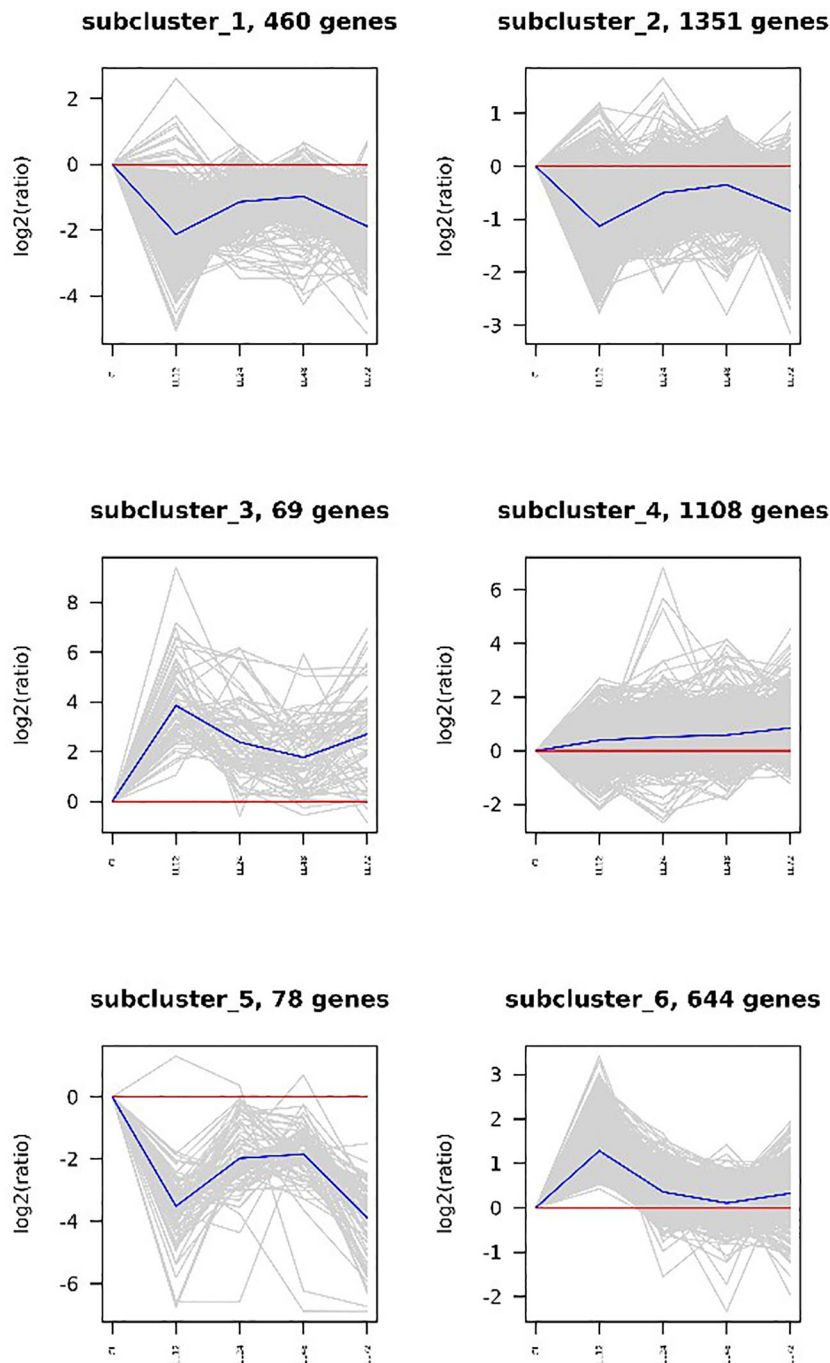 subcluster_1, 460 genes
2
0
-2
-4
log2(ratio)
subcluster_2, 1351 genes
1
0
-1
-2
-3
log2(ratio)
subcluster_3, 69 genes
8
6
4
2
0
log2(ratio)
subcluster_4, 1108 genes
6
4
2
0
-2
log2(ratio)
subcluster_5, 78 genes
0
-2
-4
-6
log2(ratio)
subcluster_6, 644 genes
3
2
1
0
-1
-2
log2(ratio)